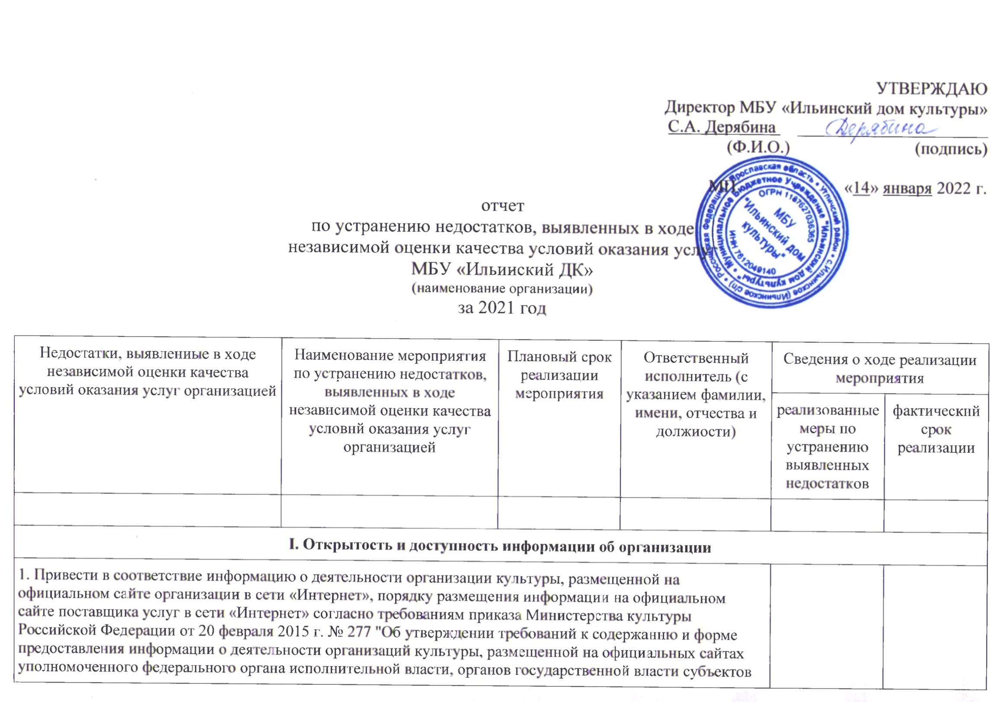 УТВЕРЖДАЮ
Директор МБУ «Ильинский дом культуры»
С.А. Дерябина Дерябина
(Ф.И.О.) (подпись)
МП «14» января 2022 г.
Российская Федерация • Ярославская область • Угличский район • с.Ильинское (Ильинское с/п) •
Муниципальное Бюджетное Учреждение "Ильинский дом культуры" •
ОГРН 1187627036365
ИНН 7612049140
МБУ
"Ильинский дом
культуры"
отчет
по устранению недостатков, выявленных в ходе
независимой оценки качества условий оказания услуг
МБУ «Ильинский ДК»
(наименование организации)
за 2021 год
Недостатки, выявленные в ходе
независимой оценки качества
условий оказания услуг организацией
Наименование мероприятия
по устранению недостатков,
выявленных в ходе
независимой оценки качества
условий оказания услуг
организацией
Плановый срок
реализации
мероприятия
Ответственный
исполнитель (с
указанием фамилии,
имени, отчества и
должности)
Сведения о ходе реализации
мероприятия
реализованные
меры по
устранению
выявленных
недостатков
фактический
срок
реализации
I. Открытость и доступность информации об организации
1. Привести в соответствие информацию о деятельности организации культуры, размещенной на
официальном сайте организации в сети «Интернет», порядку размещения информации на официальном
сайте поставщика услуг в сети «Интернет» согласно требованиям приказа Министерства культуры
Российской Федерации от 20 февраля 2015 г. № 277 "Об утверждении требований к содержанию и форме
предоставления информации о деятельности организаций культуры, размещенной на официальных сайтах
уполномоченного федерального органа исполнительной власти, органов государственной власти субъектов